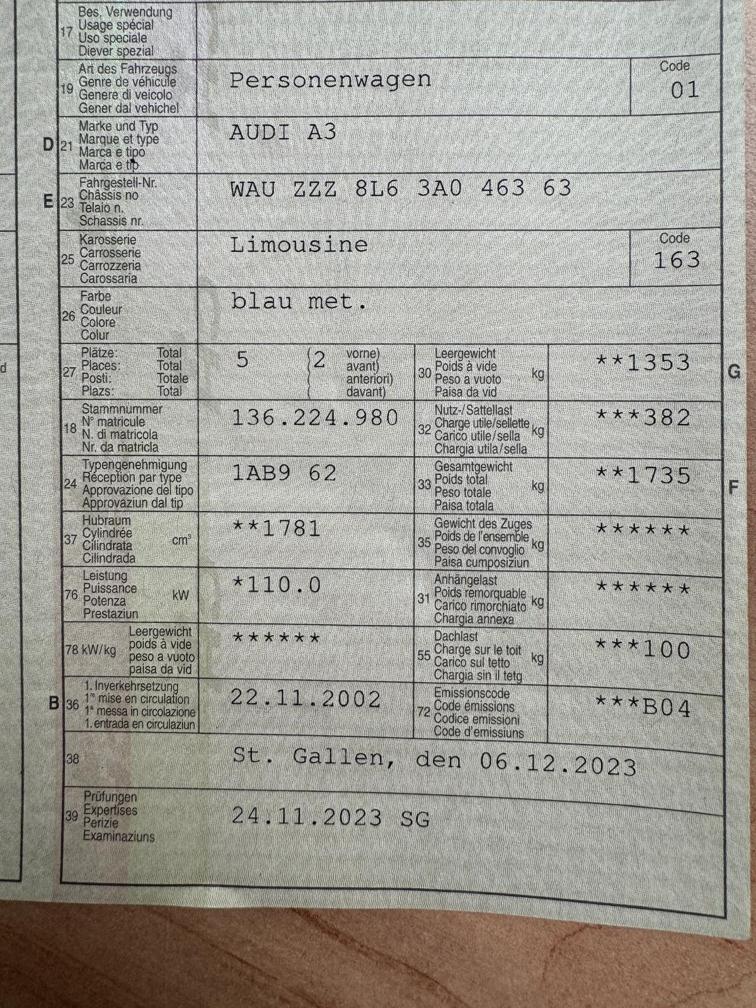 17 Bes. Verwendung
Usage spécial
Uso speciale
Diever spezial
19 Art des Fahrzeugs
Genre de véhicule
Genere di veicolo
Gener dal vehichel
Personenwagen
Code
01
D 21 Marke und Typ
Marque et type
Marca e tipo
Marca e tip
AUDI A3
E 23 Fahrgestell-Nr.
Châssis no
Telaio n.
Schassis nr.
WAU ZZZ 8L6 3A0 463 63
25 Karosserie
Carrosserie
Carrozzeria
Carossaria
Limousine
Code
163
26 Farbe
Couleur
Colore
Colur
blau met.
27 Plätze: Total
Places: Total
Posti: Totale
Plazs: Total
5 (2 vorne)
avant)
anteriori)
davant)
30 Leergewicht
Poids à vide
Peso a vuoto
Paisa da vid
kg
**1353
G
18 Stammnummer
N° matricule
N. di matricola
Nr. da matricla
136.224.980
32 Nutz-/Sattellast
Charge utile/sellette
Carico utile/sella
Chargia utila/sella
kg
***382
24 Typengenehmigung
Réception par type
Approvazione del tipo
Approvaziun dal tip
1AB9 62
33 Gesamtgewicht
Poids total
Peso totale
Paisa totala
kg
**1735
F
37 Hubraum
Cylindrée
Cilindrata
Cilindrada
cm³
**1781
35 Gewicht des Zuges
Poids de l'ensemble
Peso del convoglio
Paisa cumposiziun
kg
******
76 Leistung
Puissance
Potenza
Prestaziun
kW
*110.0
31 Anhängelast
Poids remorquable
Carico rimorchiato
Chargia annexa
kg
******
78 kW/kg Leergewicht
poids à vide
peso a vuoto
paisa da vid
******
55 Dachlast
Charge sur le toit
Carico sul tetto
Chargia sin il tetg
kg
***100
B 36 1. Inverkehrsetzung
1re mise en circulation
1a messa in circolazione
1. entrada en circulaziun
22.11.2002
72 Emissionscode
Code émissions
Codice emissioni
Code d'emissiuns
***B04
38 St. Gallen, den 06.12.2023
39 Prüfungen
Expertises
Perizie
Examinaziuns
24.11.2023 SG
d